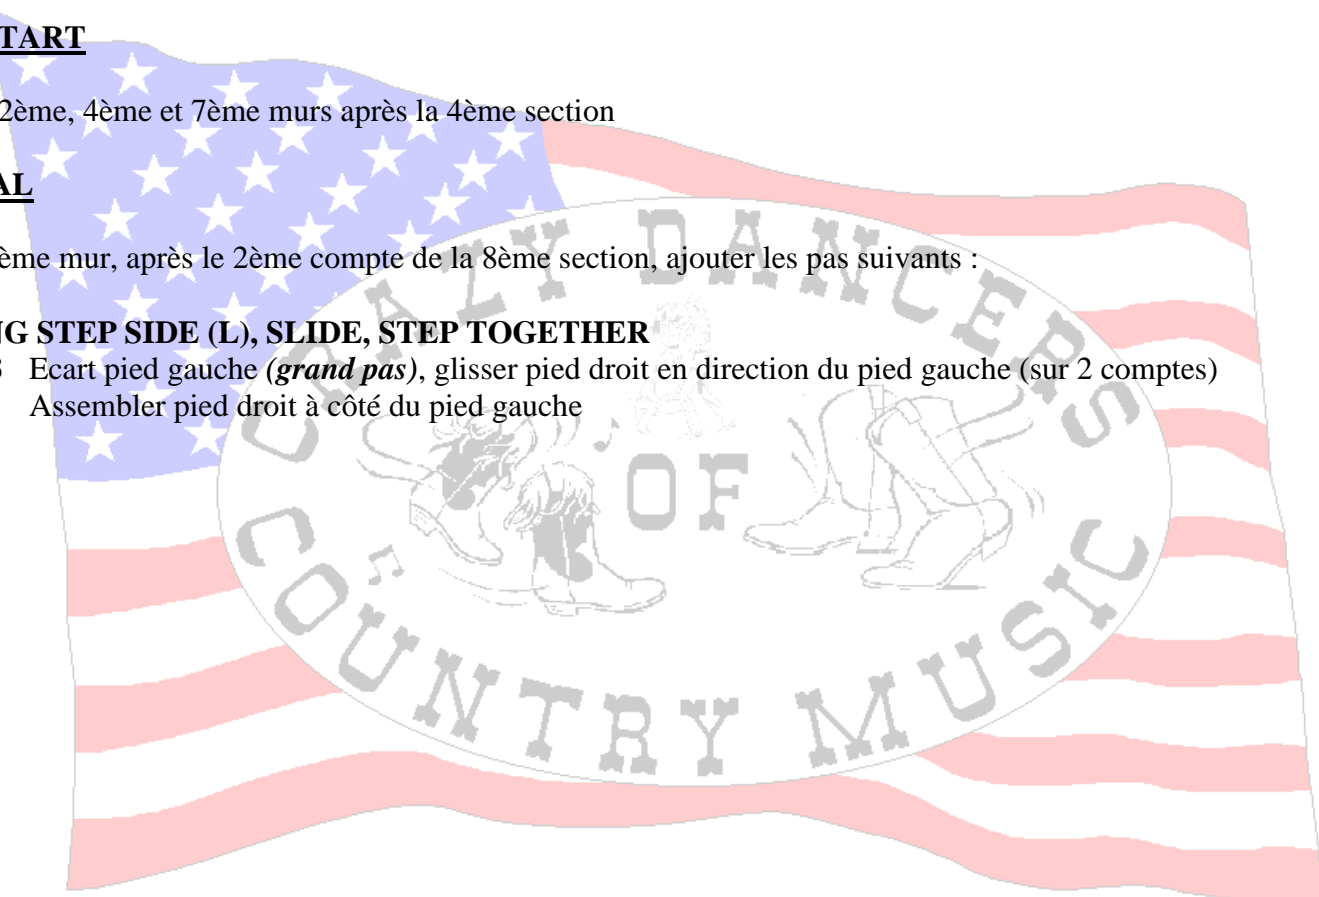 TART
2ème, 4ème et 7ème murs après la 4ème section
AL
ème mur, après le 2ème compte de la 8ème section, ajouter les pas suivants :
G STEP SIDE (L), SLIDE, STEP TOGETHER
Ecart pied gauche (grand pas), glisser pied droit en direction du pied gauche (sur 2 comptes)
Assembler pied droit à côté du pied gauche
CRAZY DANCERS
OF
COUNTRY MUSIC